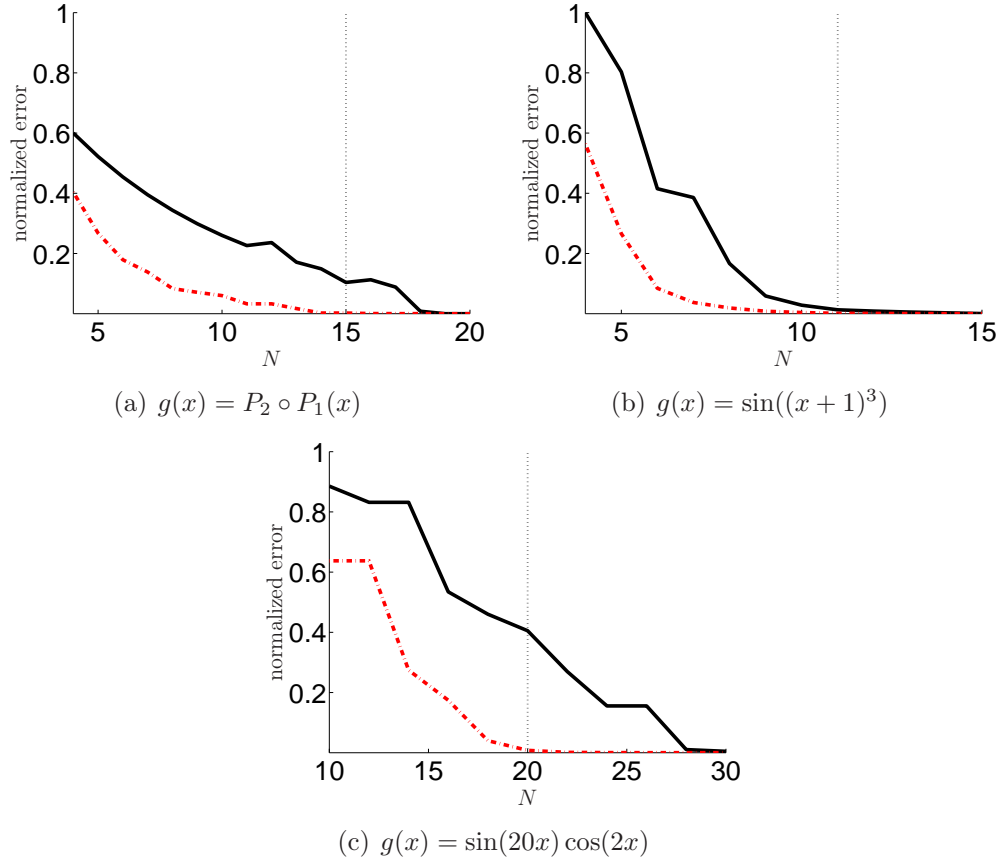 1
0.8
0.6
0.4
0.2
normalized error
5 10 15 20
N
(a) g(x) = P₂ ∘ P₁(x)
1
0.8
0.6
0.4
0.2
normalized error
5 10 15
N
(b) g(x) = sin((x + 1)³)
1
0.8
0.6
0.4
0.2
normalized error
10 15 20 25 30
N
(c) g(x) = sin(20x) cos(2x)